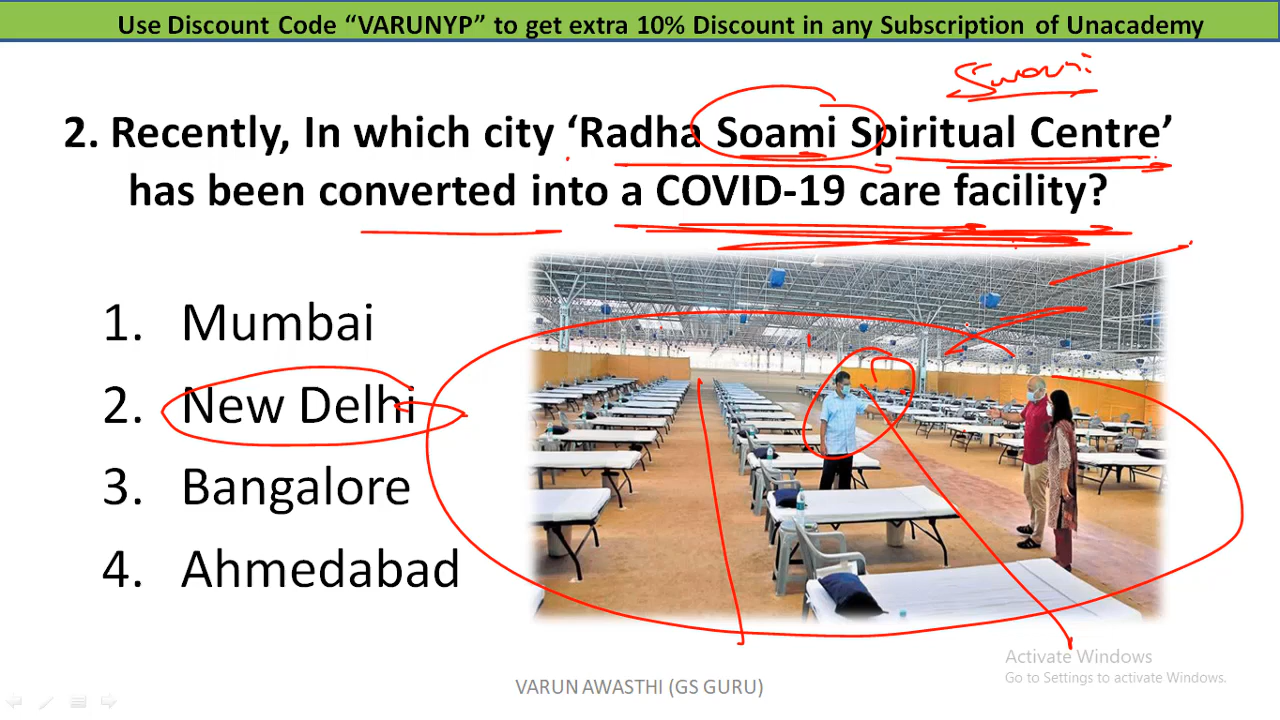 Use Discount Code “VARUNYP” to get extra 10% Discount in any Subscription of Unacademy
Swami
2. Recently, In which city ‘Radha Soami Spiritual Centre’
has been converted into a COVID-19 care facility?
1. Mumbai
2. New Delhi
3. Bangalore
4. Ahmedabad
Activate Windows
Go to Settings to activate Windows.
VARUN AWASTHI (GS GURU)